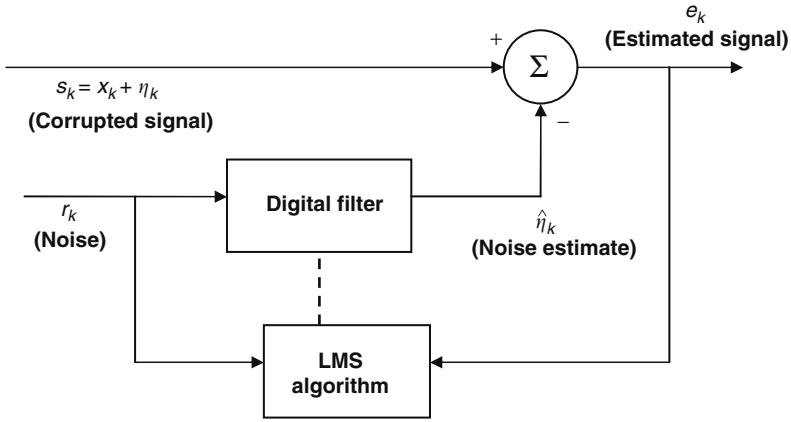 e_k
(Estimated signal)
+
Σ
s_k = x_k + η_k
(Corrupted signal)
−
Digital filter
r_k
(Noise)
η̂_k
(Noise estimate)
LMS
algorithm